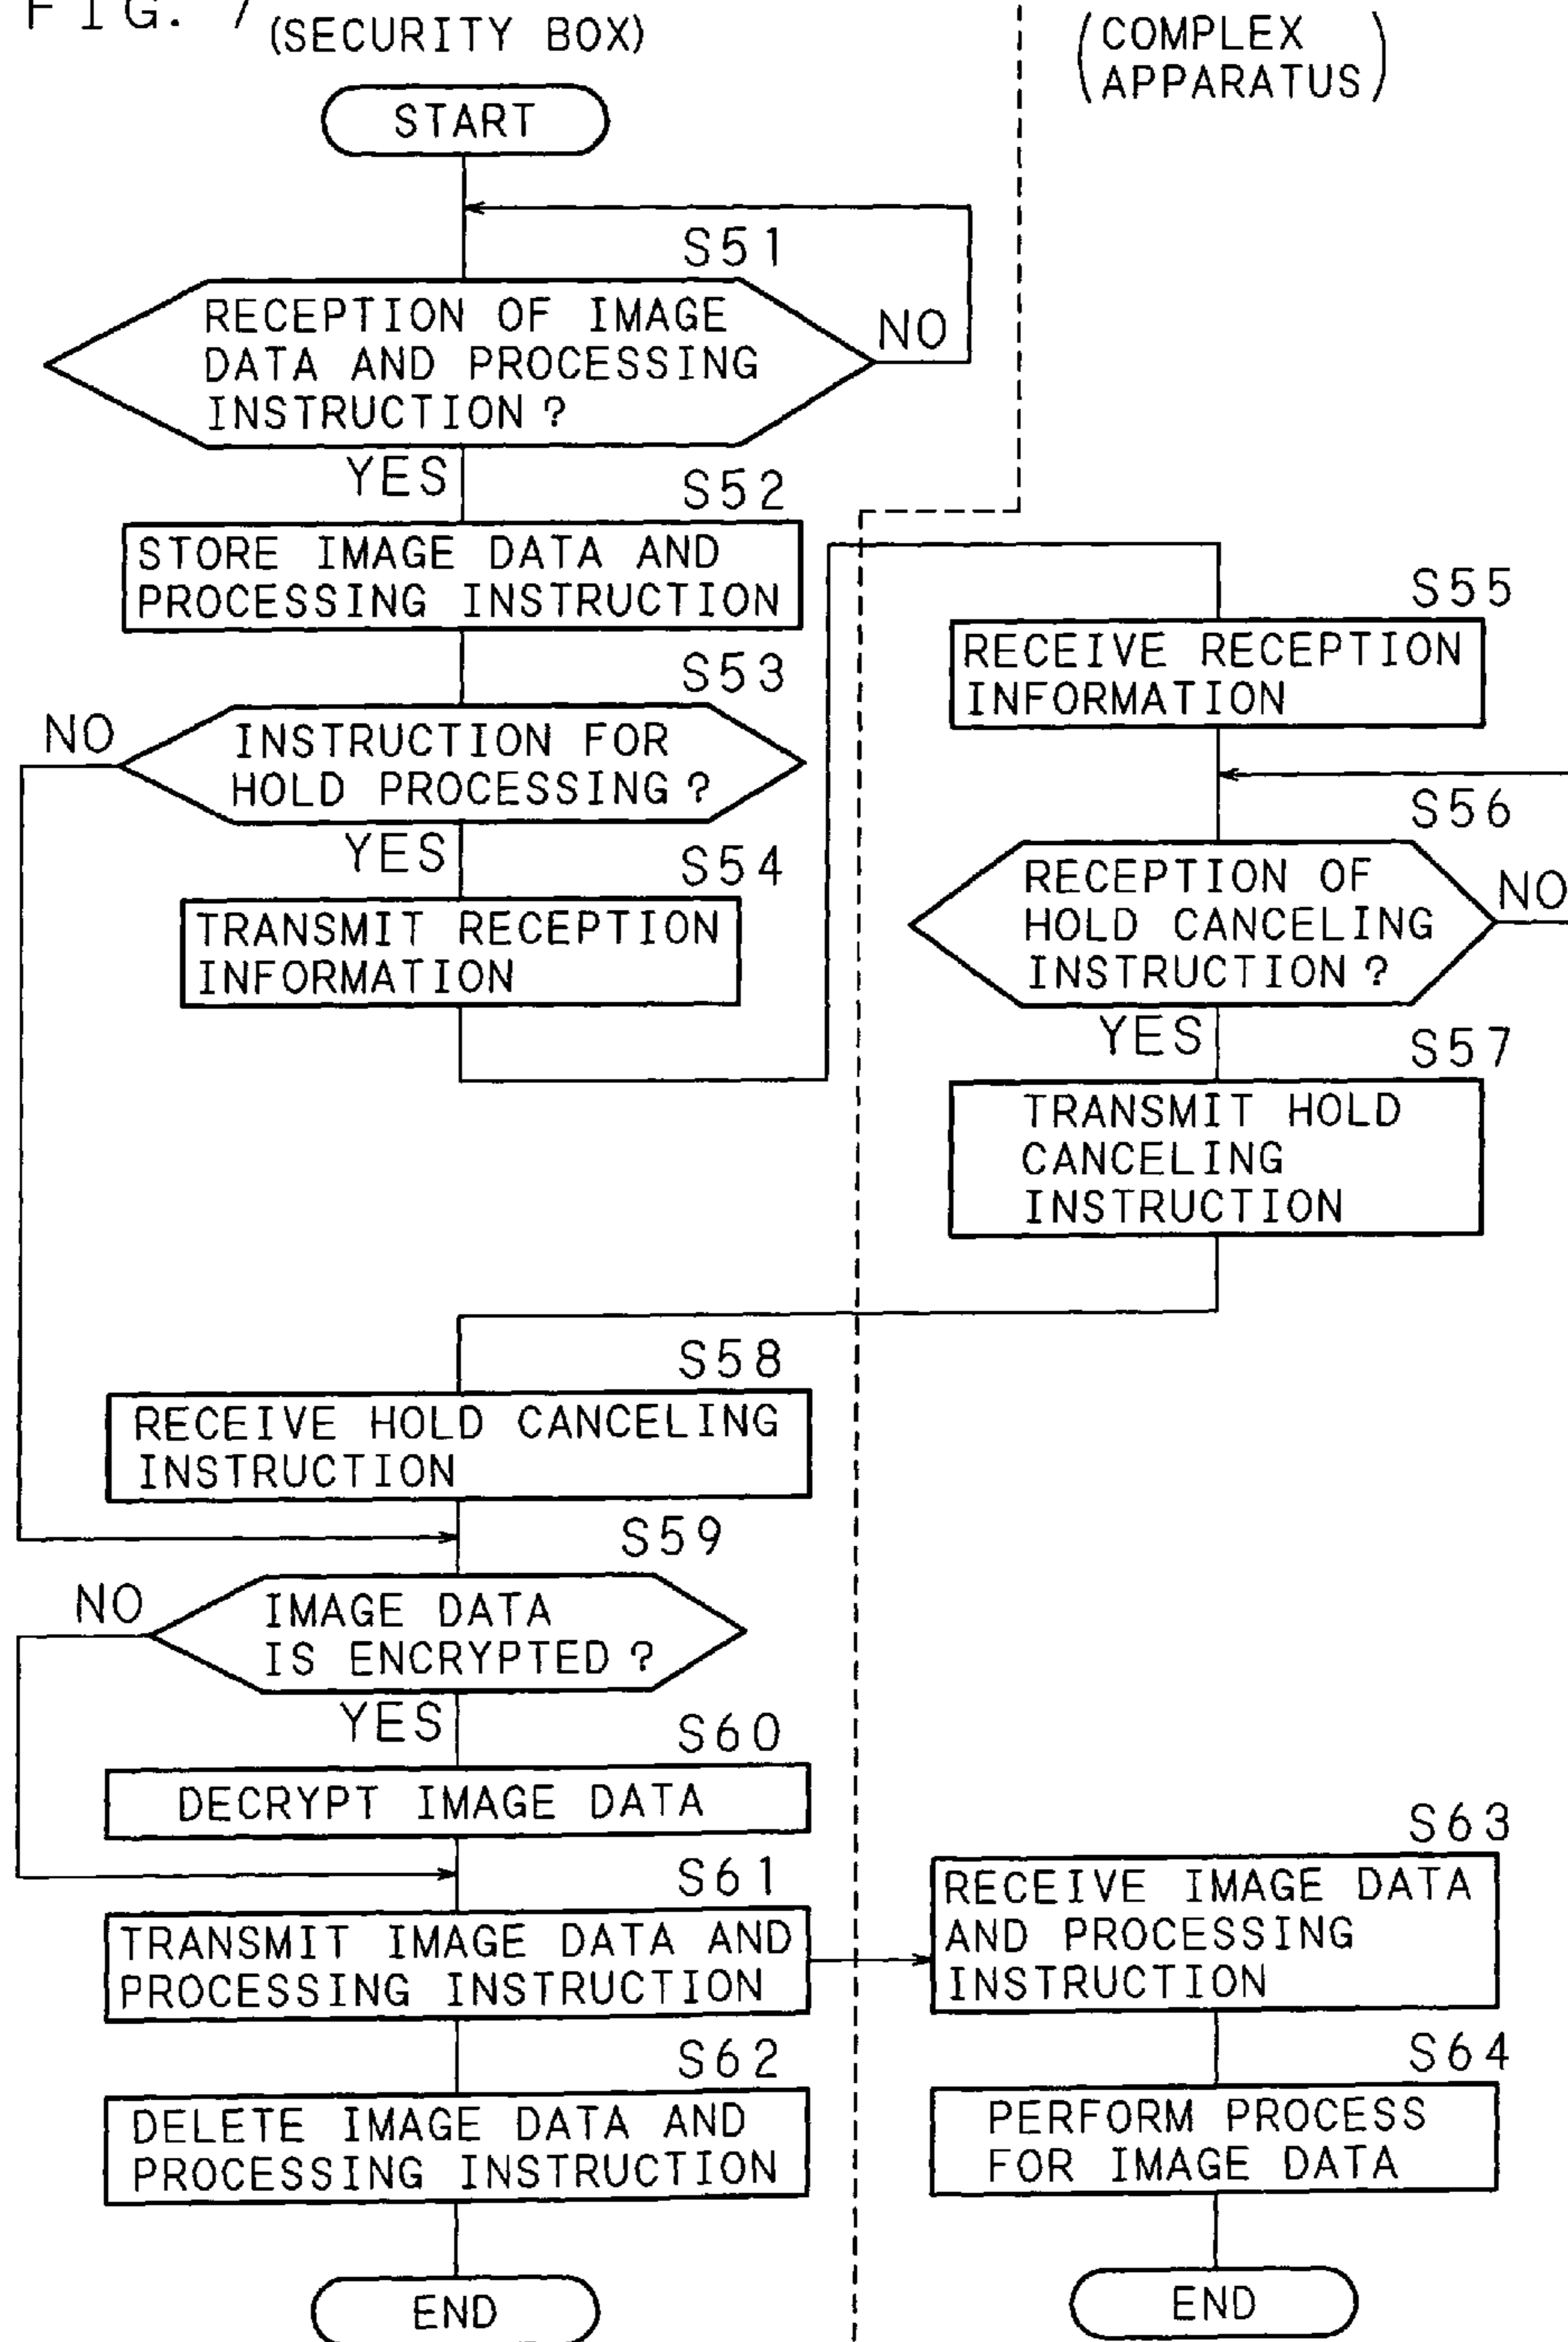 FIG. 7
(SECURITY BOX)
(COMPLEX
APPARATUS)
START
S51
RECEPTION OF IMAGE
DATA AND PROCESSING
INSTRUCTION?
NO
YES
S52
STORE IMAGE DATA AND
PROCESSING INSTRUCTION
S53
INSTRUCTION FOR
HOLD PROCESSING?
NO
YES
S54
TRANSMIT RECEPTION
INFORMATION
S55
RECEIVE RECEPTION
INFORMATION
S56
RECEPTION OF
HOLD CANCELING
INSTRUCTION?
NO
YES
S57
TRANSMIT HOLD
CANCELING
INSTRUCTION
S58
RECEIVE HOLD CANCELING
INSTRUCTION
S59
IMAGE DATA
IS ENCRYPTED?
NO
YES
S60
DECRYPT IMAGE DATA
S61
TRANSMIT IMAGE DATA AND
PROCESSING INSTRUCTION
S62
DELETE IMAGE DATA AND
PROCESSING INSTRUCTION
END
S63
RECEIVE IMAGE DATA
AND PROCESSING
INSTRUCTION
S64
PERFORM PROCESS
FOR IMAGE DATA
END